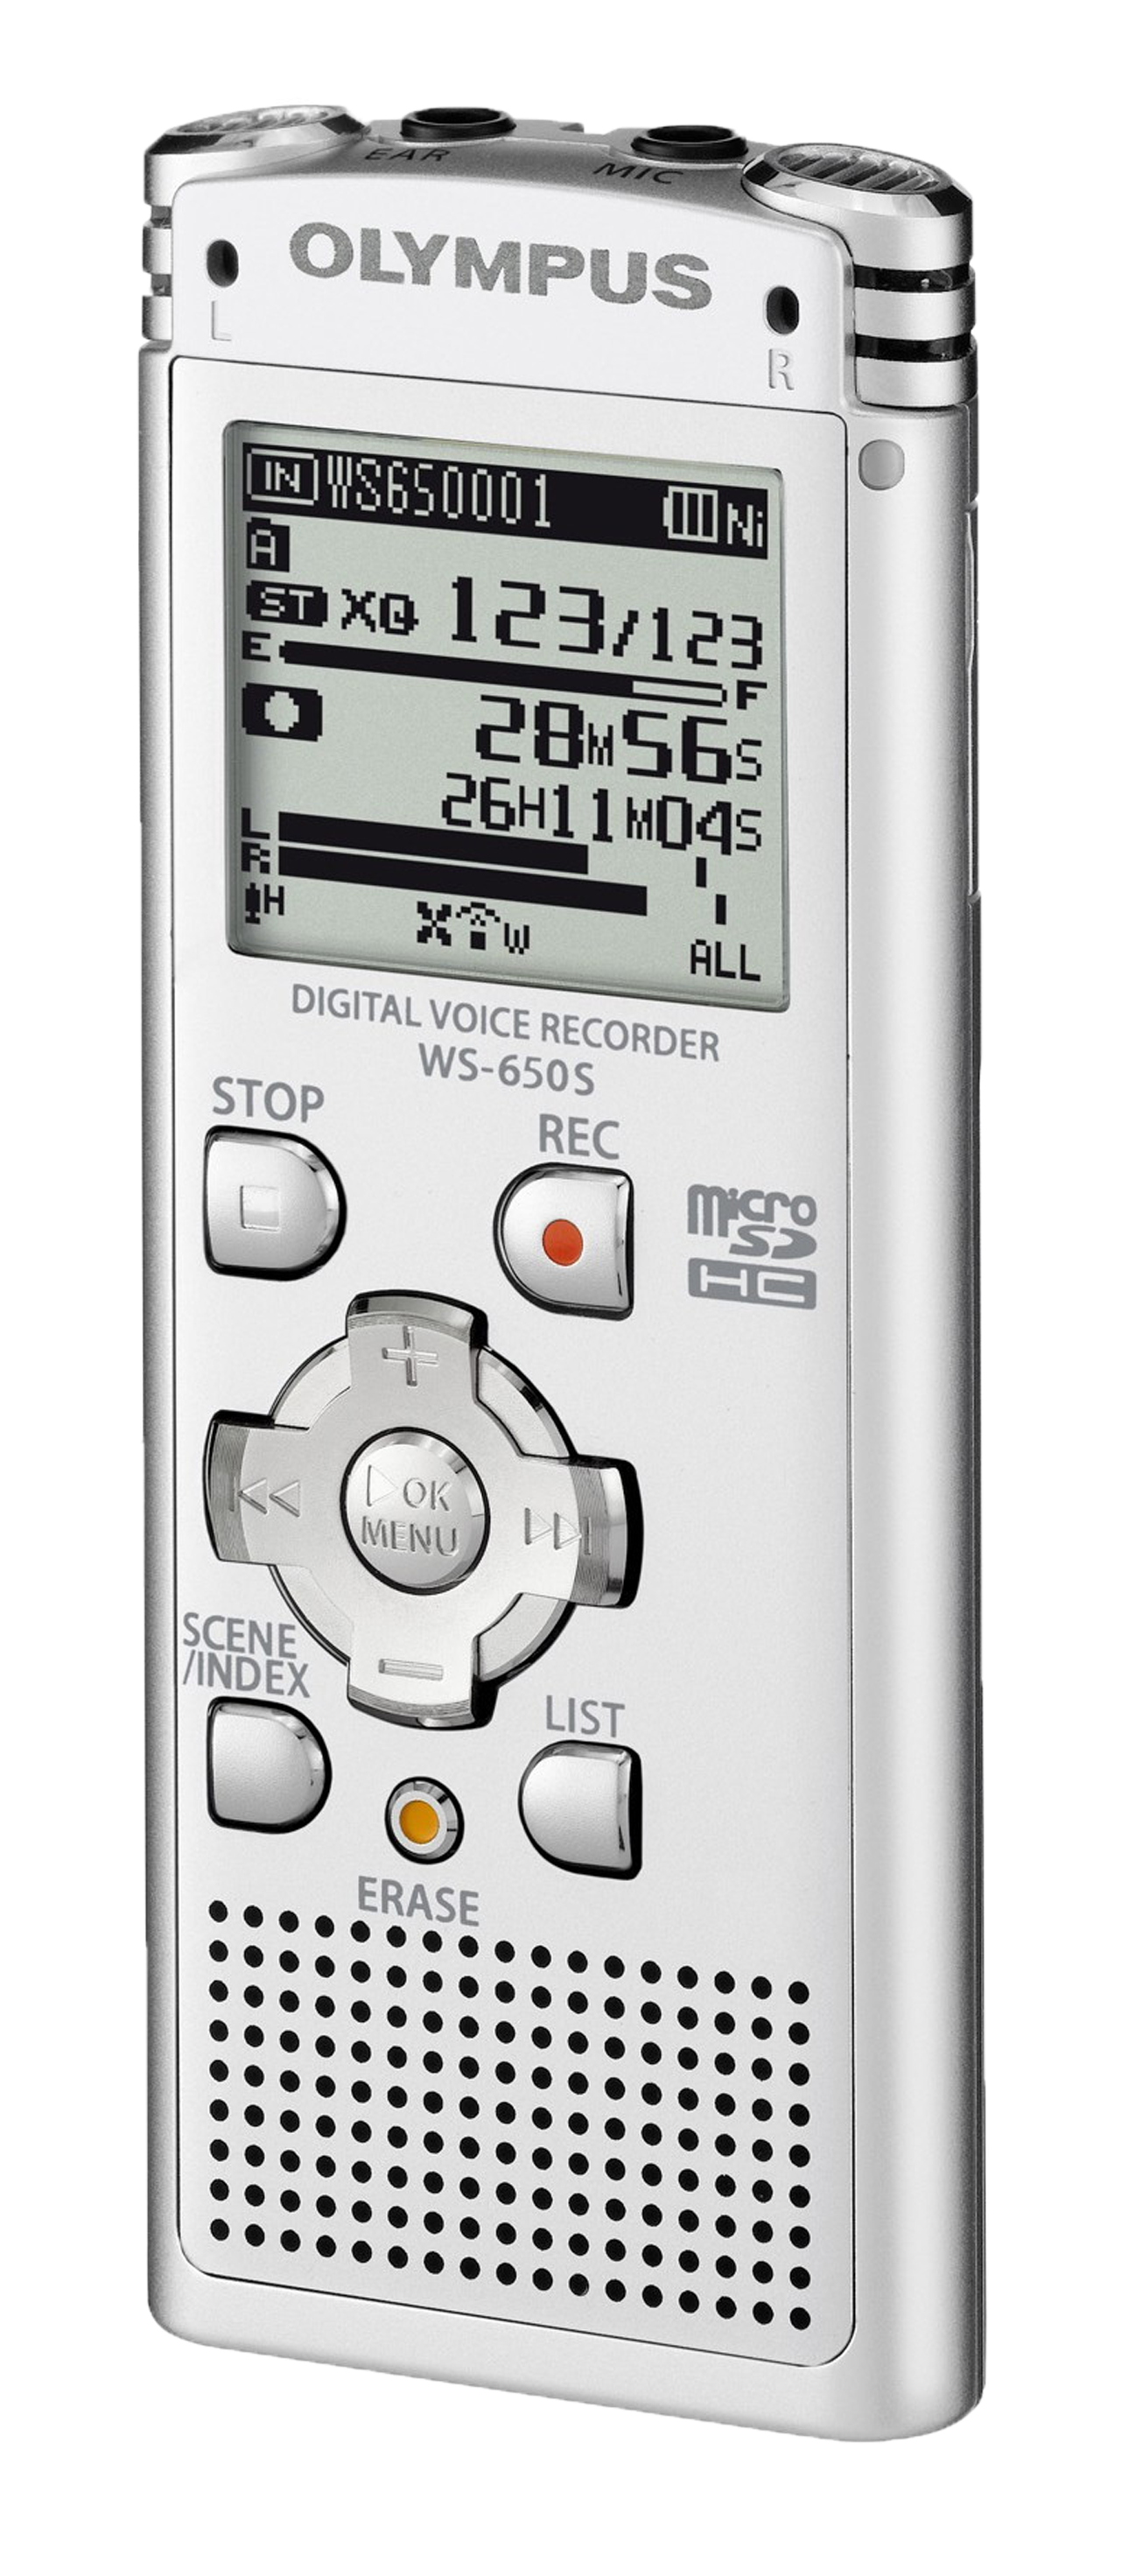 EAR
MIC
OLYMPUS
L
R
IN WS650001 Ni
A
ST XQ 123/123
E F
28M56S
26H11M04S
L
R
H
W
ALL
DIGITAL VOICE RECORDER
WS-650S
STOP
REC
micro
SD
HC
+
OK
MENU
SCENE
/INDEX
LIST
ERASE